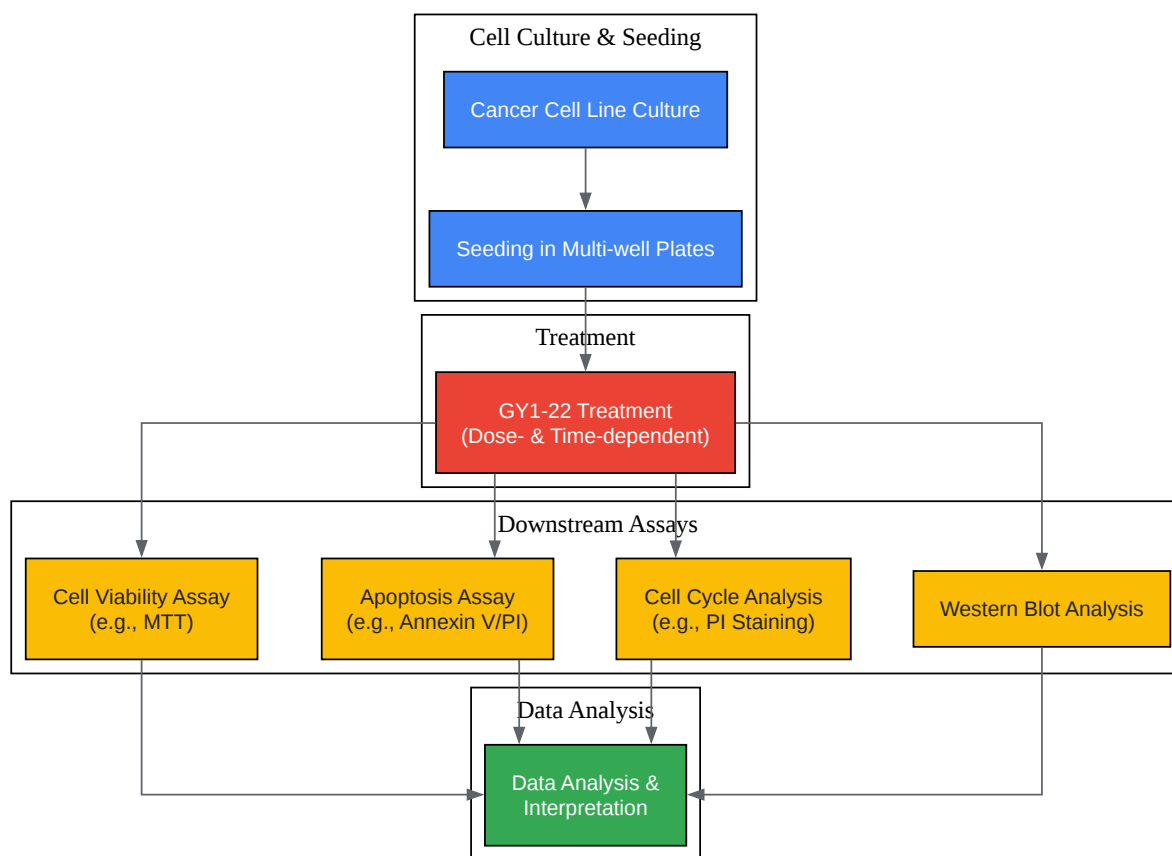 Cell Culture & Seeding
Cancer Cell Line Culture
Seeding in Multi-well Plates
Treatment
GY1-22 Treatment
(Dose- & Time-dependent)
Downstream Assays
Cell Viability Assay
(e.g., MTT)
Apoptosis Assay
(e.g., Annexin V/PI)
Cell Cycle Analysis
(e.g., PI Staining)
Western Blot Analysis
Data Analysis
Data Analysis &
Interpretation